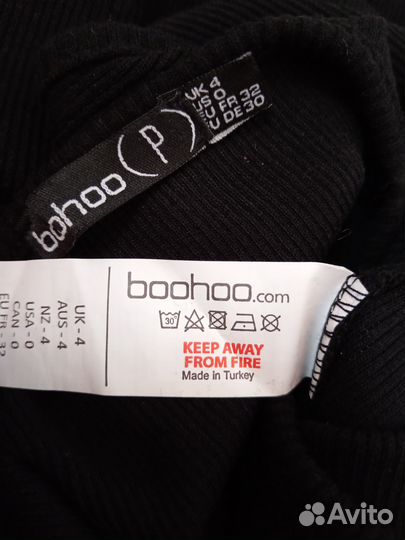 boohoo P
UK 4
US 0
EU FR 32
EU DE 30
boohoo.com
30°
KEEP AWAY
FROM FIRE
Made in Turkey
UK - 4
AUS - 4
NZ - 4
USA - 0
CAN - 0
EU FR - 32
Avito